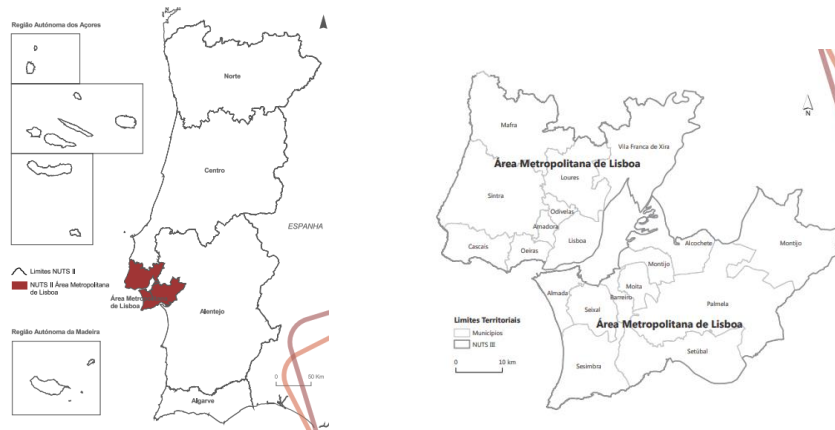 Região Autónoma dos Açores
Norte
Centro
ESPANHA
Limites NUTS II
NUTS II Área Metropolitana
de Lisboa
Área Metropolitana
de Lisboa
Alentejo
Região Autónoma da Madeira
0 50 Km
Algarve
N
Mafra
Vila Franca de Xira
Área Metropolitana de Lisboa
Loures
Sintra
Odivelas
Amadora
Lisboa
Cascais
Oeiras
Alcochete
Montijo
Montijo
Almada
Moita
Barreiro
Seixal
Palmela
Área Metropolitana de Lisboa
Setúbal
Sesimbra
Limites Territoriais
Municípios
NUTS III
0 10 km